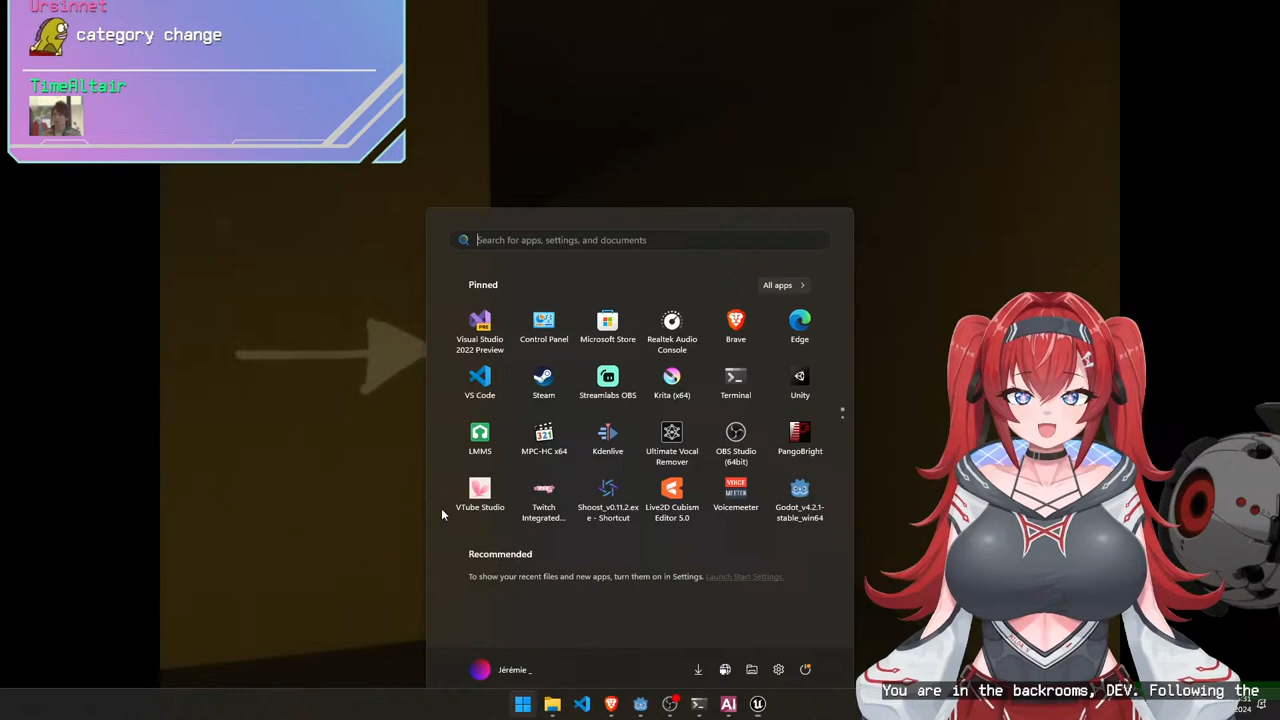 Ursinnet
category change
TimeAltair
Search for apps, settings, and documents
Pinned
All apps
Visual Studio 2022 Preview
Control Panel
Microsoft Store
Realtek Audio Console
Brave
Edge
VS Code
Steam
Streamlabs OBS
Krita (x64)
Terminal
Unity
LMMS
MPC-HC x64
Kdenlive
Ultimate Vocal Remover
OBS Studio (64bit)
PangoBright
VTube Studio
Twitch Integrated...
Shoost_v0.11.2.exe - Shortcut
Live2D Cubism Editor 5.0
Voicemeeter
Godot_v4.2.1-stable_win64
Recommended
To show your recent files and new apps, turn them on in Settings. Launch Start Settings.
Jérémie _
You are in the backrooms, DEV. Following the
2024